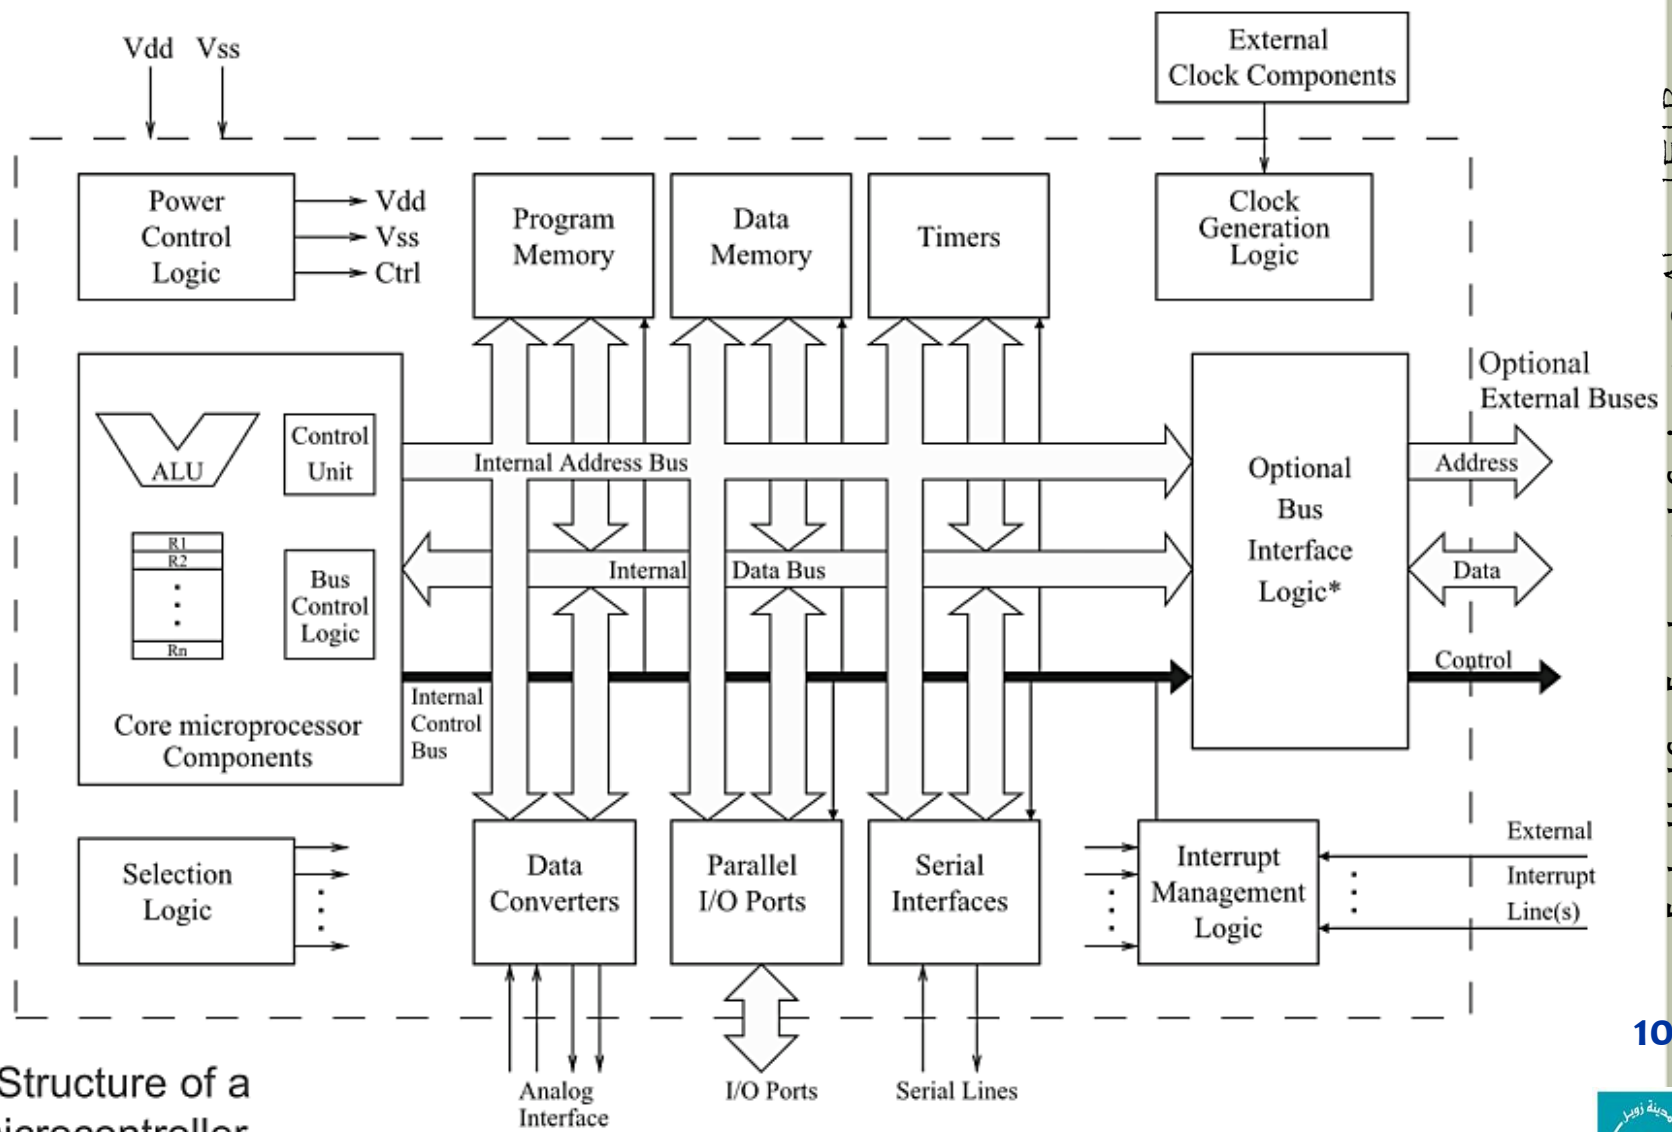 Vdd Vss
External
Clock Components
Power
Control
Logic
Vdd
Vss
Ctrl
Program
Memory
Data
Memory
Timers
Clock
Generation
Logic
Optional
External Buses
ALU
Control
Unit
R1
R2
Rn
Bus
Control
Logic
Core microprocessor
Components
Internal Address Bus
Internal Data Bus
Internal
Control
Bus
Optional
Bus
Interface
Logic*
Address
Data
Control
Selection
Logic
Data
Converters
Parallel
I/O Ports
Serial
Interfaces
Interrupt
Management
Logic
External
Interrupt
Line(s)
Analog
Interface
I/O Ports
Serial Lines
10
Structure of a